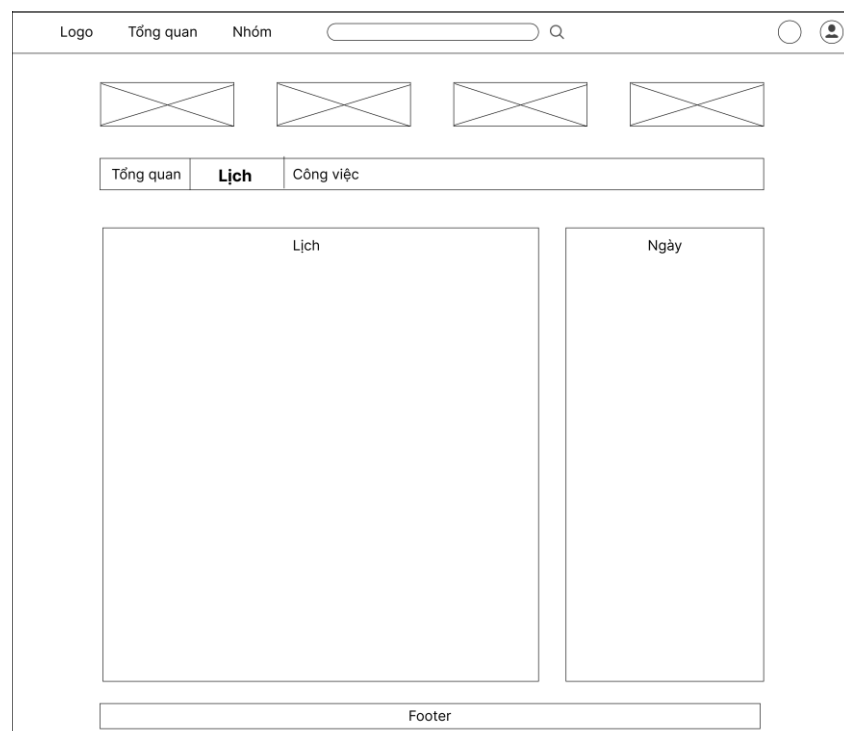 Logo Tổng quan Nhóm
Tổng quan Lịch Công việc
Lịch
Ngày
Footer